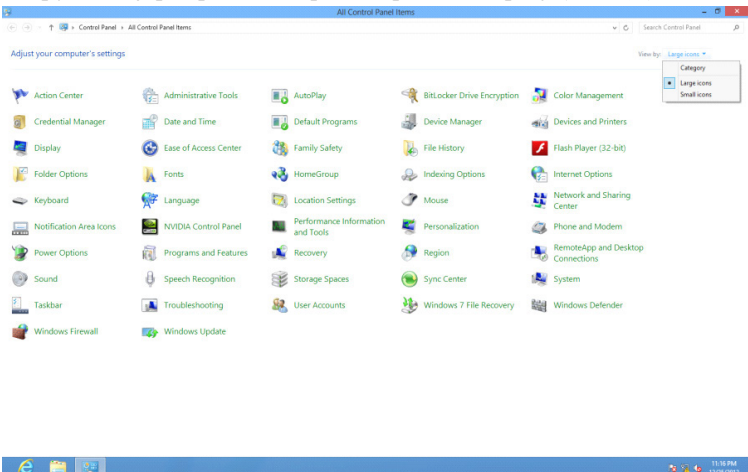 All Control Panel Items
Control Panel ▸ All Control Panel Items
Search Control Panel
Adjust your computer's settings
View by: Large icons
Category
Large icons
Small icons
Action Center
Administrative Tools
AutoPlay
BitLocker Drive Encryption
Color Management
Credential Manager
Date and Time
Default Programs
Device Manager
Devices and Printers
Display
Ease of Access Center
Family Safety
File History
Flash Player (32-bit)
Folder Options
Fonts
HomeGroup
Indexing Options
Internet Options
Keyboard
Language
Location Settings
Mouse
Network and Sharing
Center
Notification Area Icons
NVIDIA Control Panel
Performance Information
and Tools
Personalization
Phone and Modem
Power Options
Programs and Features
Recovery
Region
RemoteApp and Desktop
Connections
Sound
Speech Recognition
Storage Spaces
Sync Center
System
Taskbar
Troubleshooting
User Accounts
Windows 7 File Recovery
Windows Defender
Windows Firewall
Windows Update
11:16 PM